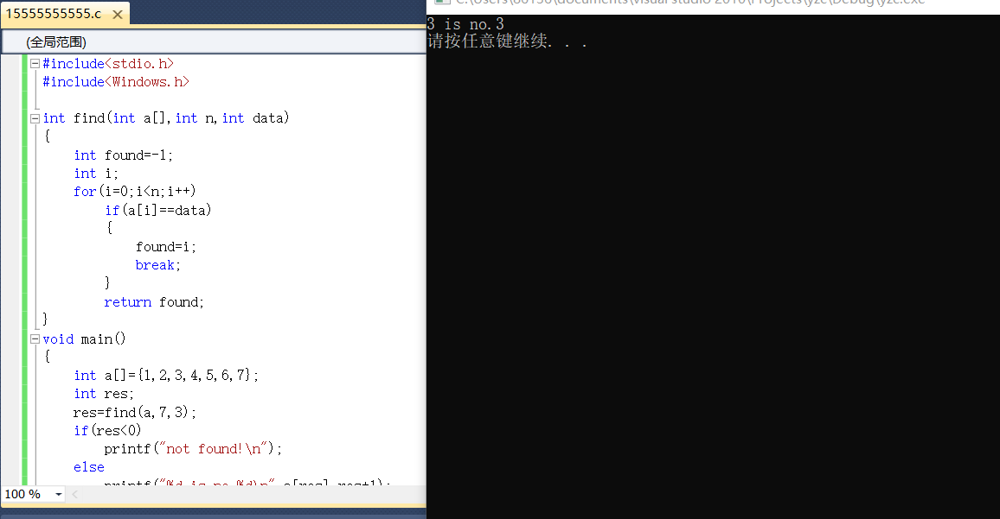 15555555555.c
(全局范围)
#include<stdio.h>
#include<Windows.h>
int find(int a[],int n,int data)
{
int found=-1;
int i;
for(i=0;i<n;i++)
if(a[i]==data)
{
found=i;
break;
}
return found;
}
void main()
{
int a[]={1,2,3,4,5,6,7};
int res;
res=find(a,7,3);
if(res<0)
printf("not found!\n");
else
printf("%d is no.%d\n",a[res],res+1);
100 %
3 is no.3
请按任意键继续. . .